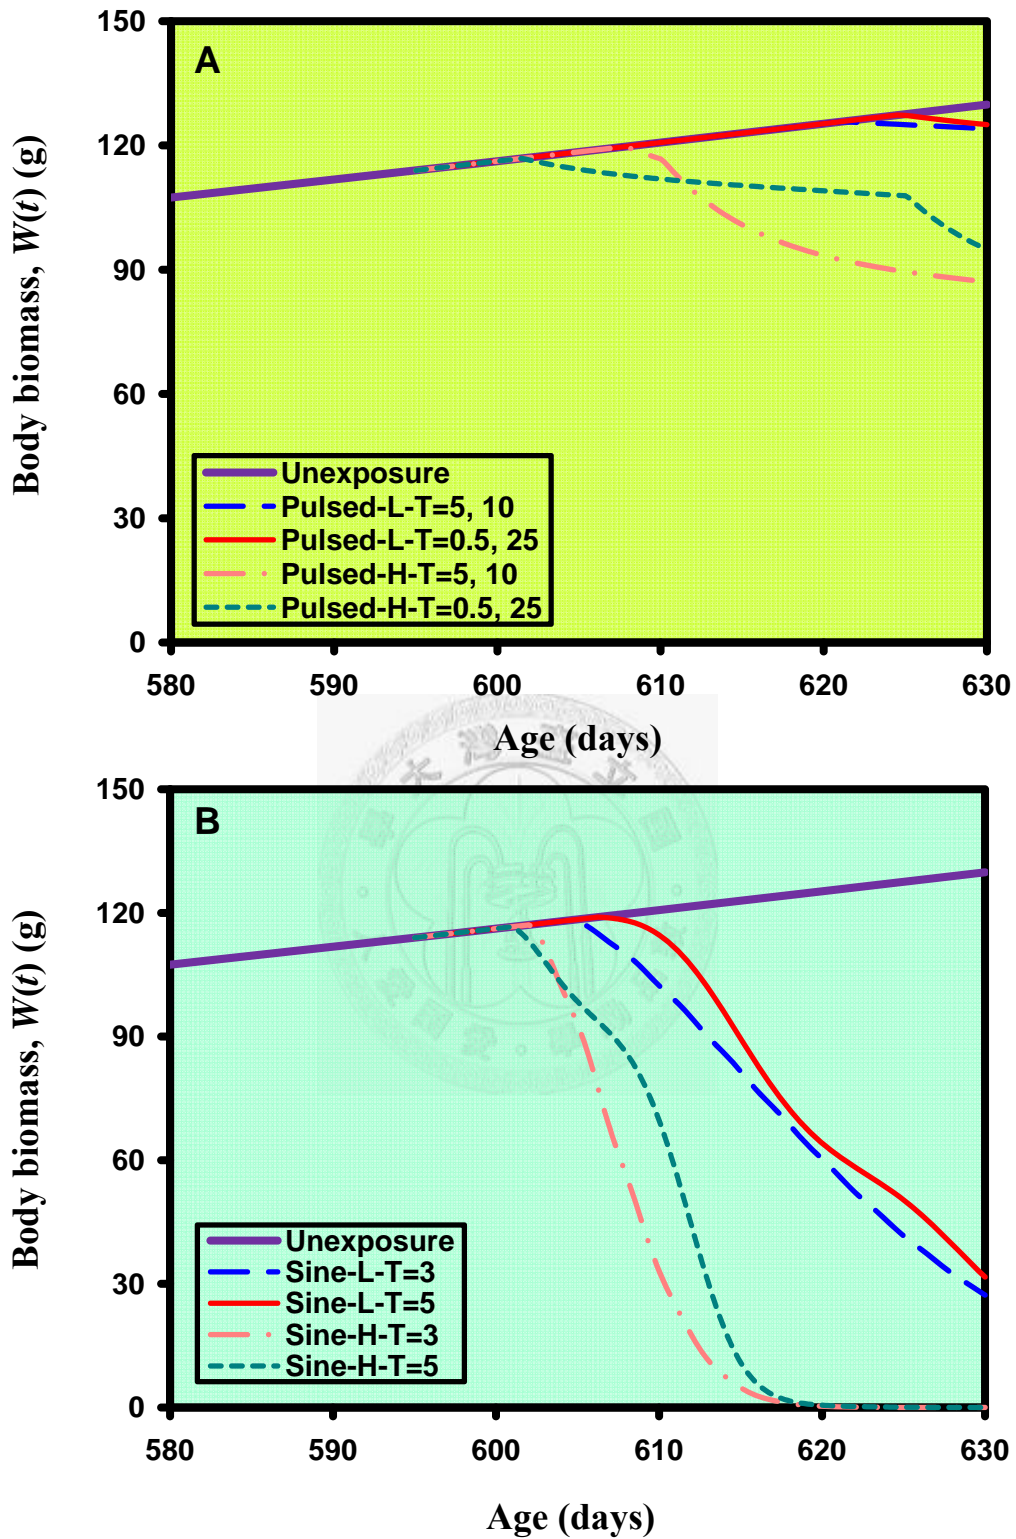 A
150
120
90
60
30
0
Body biomass, W(t) (g)
Unexposure
Pulsed-L-T=5, 10
Pulsed-L-T=0.5, 25
Pulsed-H-T=5, 10
Pulsed-H-T=0.5, 25
580 590 600 610 620 630
Age (days)
B
150
120
90
60
30
0
Body biomass, W(t) (g)
Unexposure
Sine-L-T=3
Sine-L-T=5
Sine-H-T=3
Sine-H-T=5
580 590 600 610 620 630
Age (days)